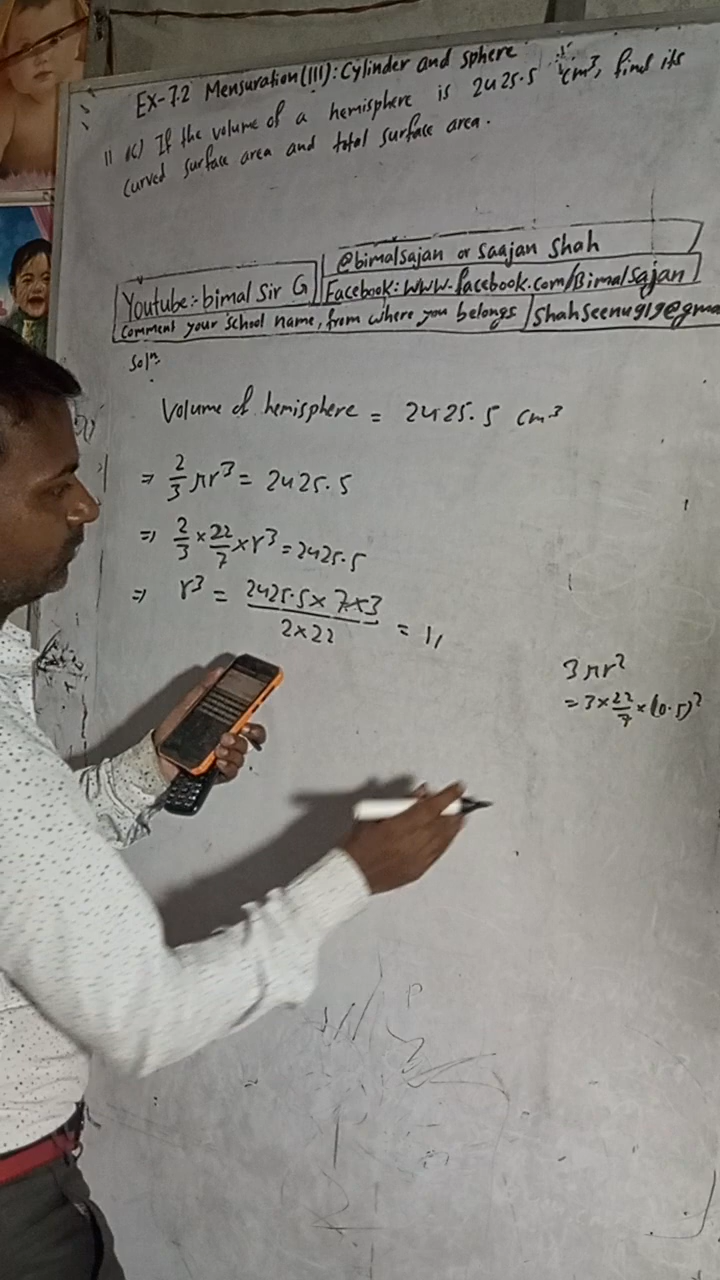 Ex-7.2 Mensuration(III): Cylinder and sphere
11 (c) If the volume of a hemisphere is 2425.5 cm³, find its
curved surface area and total surface area.
@bimalsajan or Saajan Shah
Youtube:- bimal Sir G
Facebook: www.facebook.com/Bimalsajan
Comment your school name, from where you belongs
Shahseenu919@gma
Solⁿ:
Volume of hemisphere = 2425.5 cm³
⇒ 2/3 πr³ = 2425.5
⇒ 2/3 × 22/7 × r³ = 2425.5
⇒ r³ = 2425.5 × 7 × 3 / 2 × 22 = 11
3πr²
= 3 × 22/7 × (0.5)²